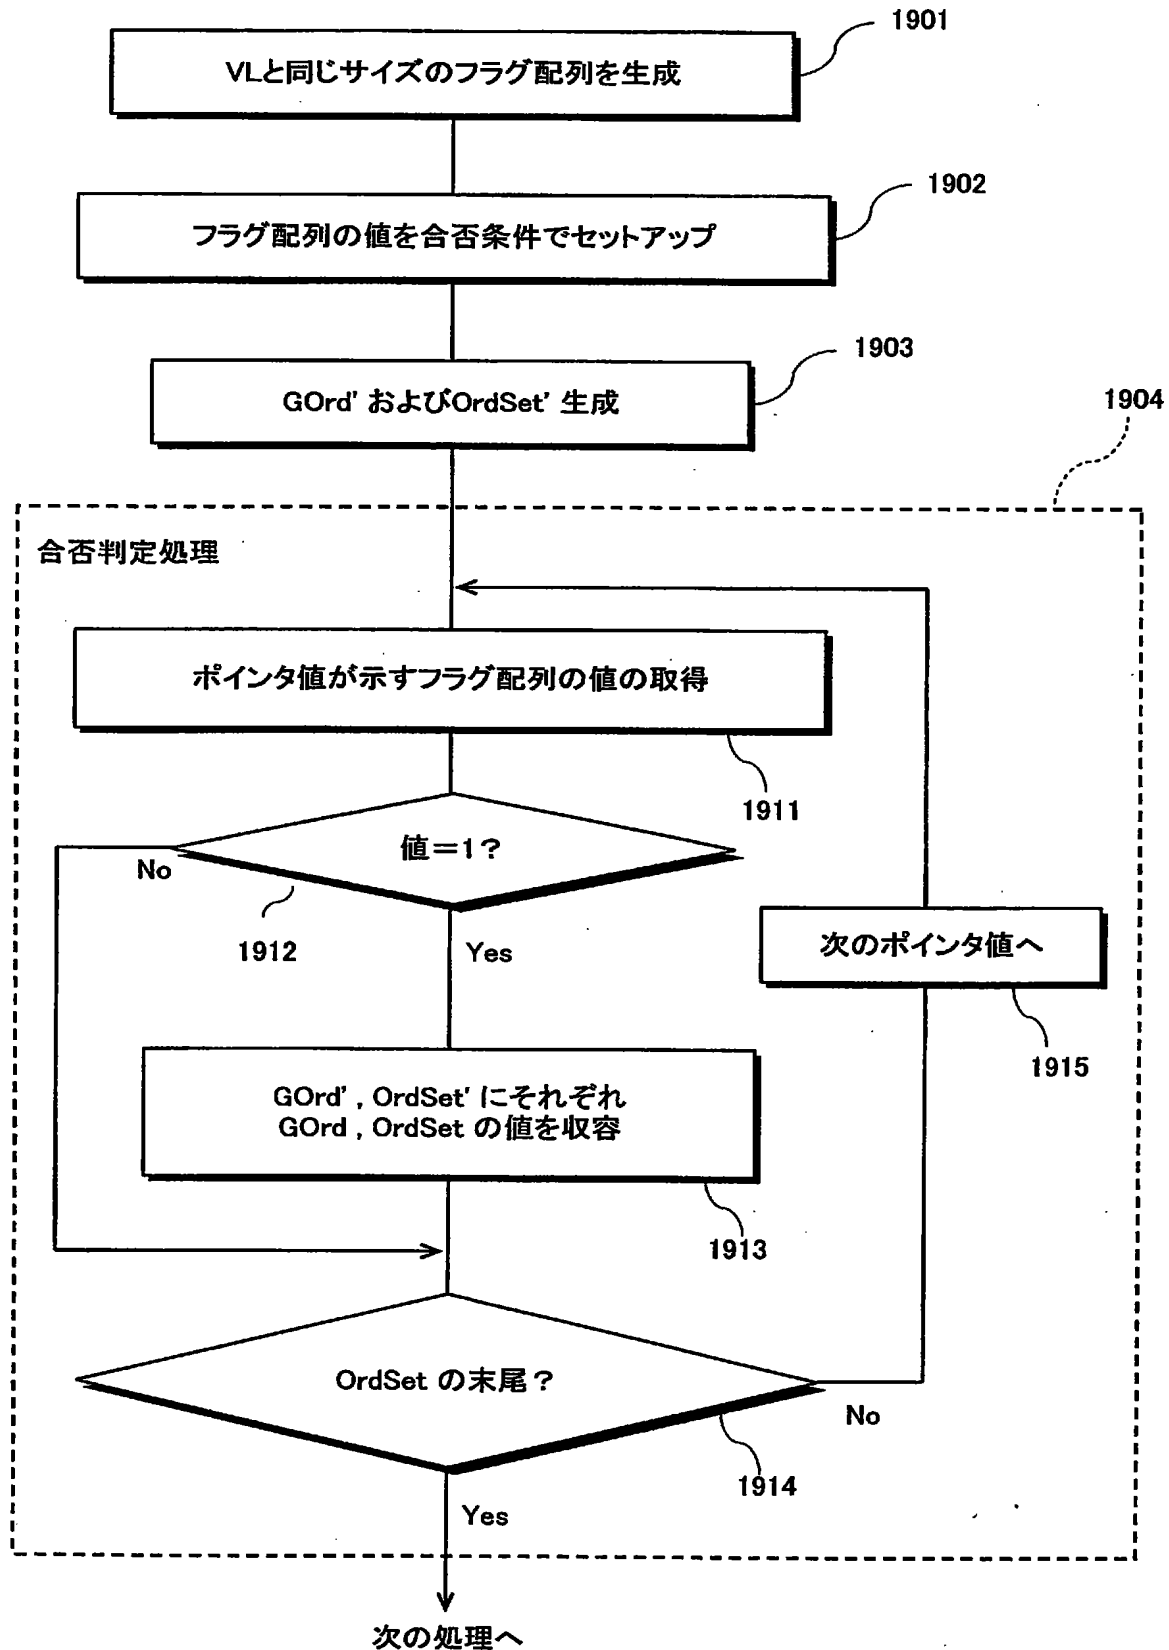 1901
VLと同じサイズのフラグ配列を生成
1902
フラグ配列の値を合否条件でセットアップ
1903
GOrd' およびOrdSet' 生成
1904
合否判定処理
ポインタ値が示すフラグ配列の値の取得
1911
値＝1？
No
1912
Yes
次のポインタ値へ
1915
GOrd' , OrdSet' にそれぞれ
GOrd , OrdSet の値を収容
1913
OrdSet の末尾？
No
1914
Yes
次の処理へ